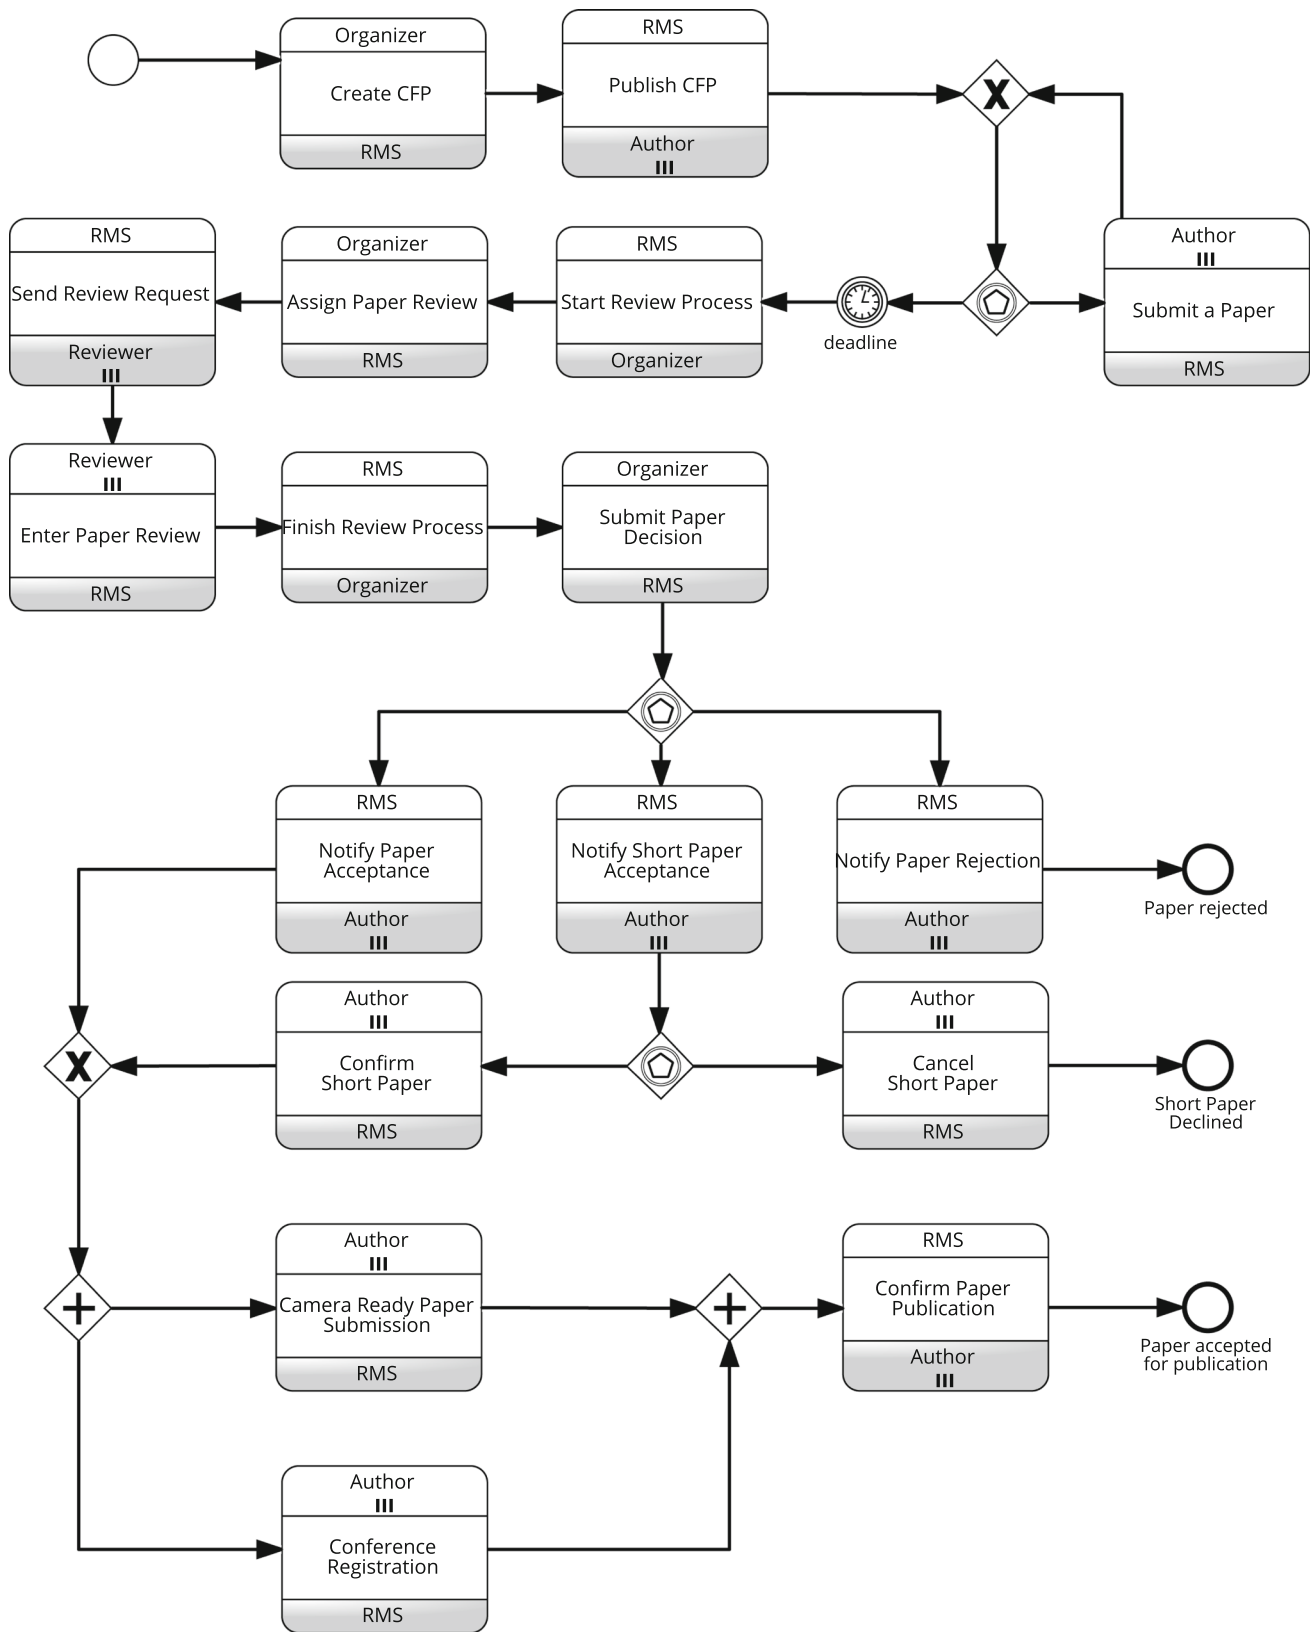 Organizer
Create CFP
RMS
RMS
Publish CFP
Author
RMS
Send Review Request
Reviewer
Organizer
Assign Paper Review
RMS
RMS
Start Review Process
Organizer
deadline
Author
Submit a Paper
RMS
Reviewer
Enter Paper Review
RMS
RMS
Finish Review Process
Organizer
Organizer
Submit Paper
Decision
RMS
RMS
Notify Paper
Acceptance
Author
RMS
Notify Short Paper
Acceptance
Author
RMS
Notify Paper Rejection
Author
Paper rejected
Author
Confirm
Short Paper
RMS
Author
Cancel
Short Paper
RMS
Short Paper
Declined
Author
Camera Ready Paper
Submission
RMS
RMS
Confirm Paper
Publication
Author
Paper accepted
for publication
Author
Conference
Registration
RMS